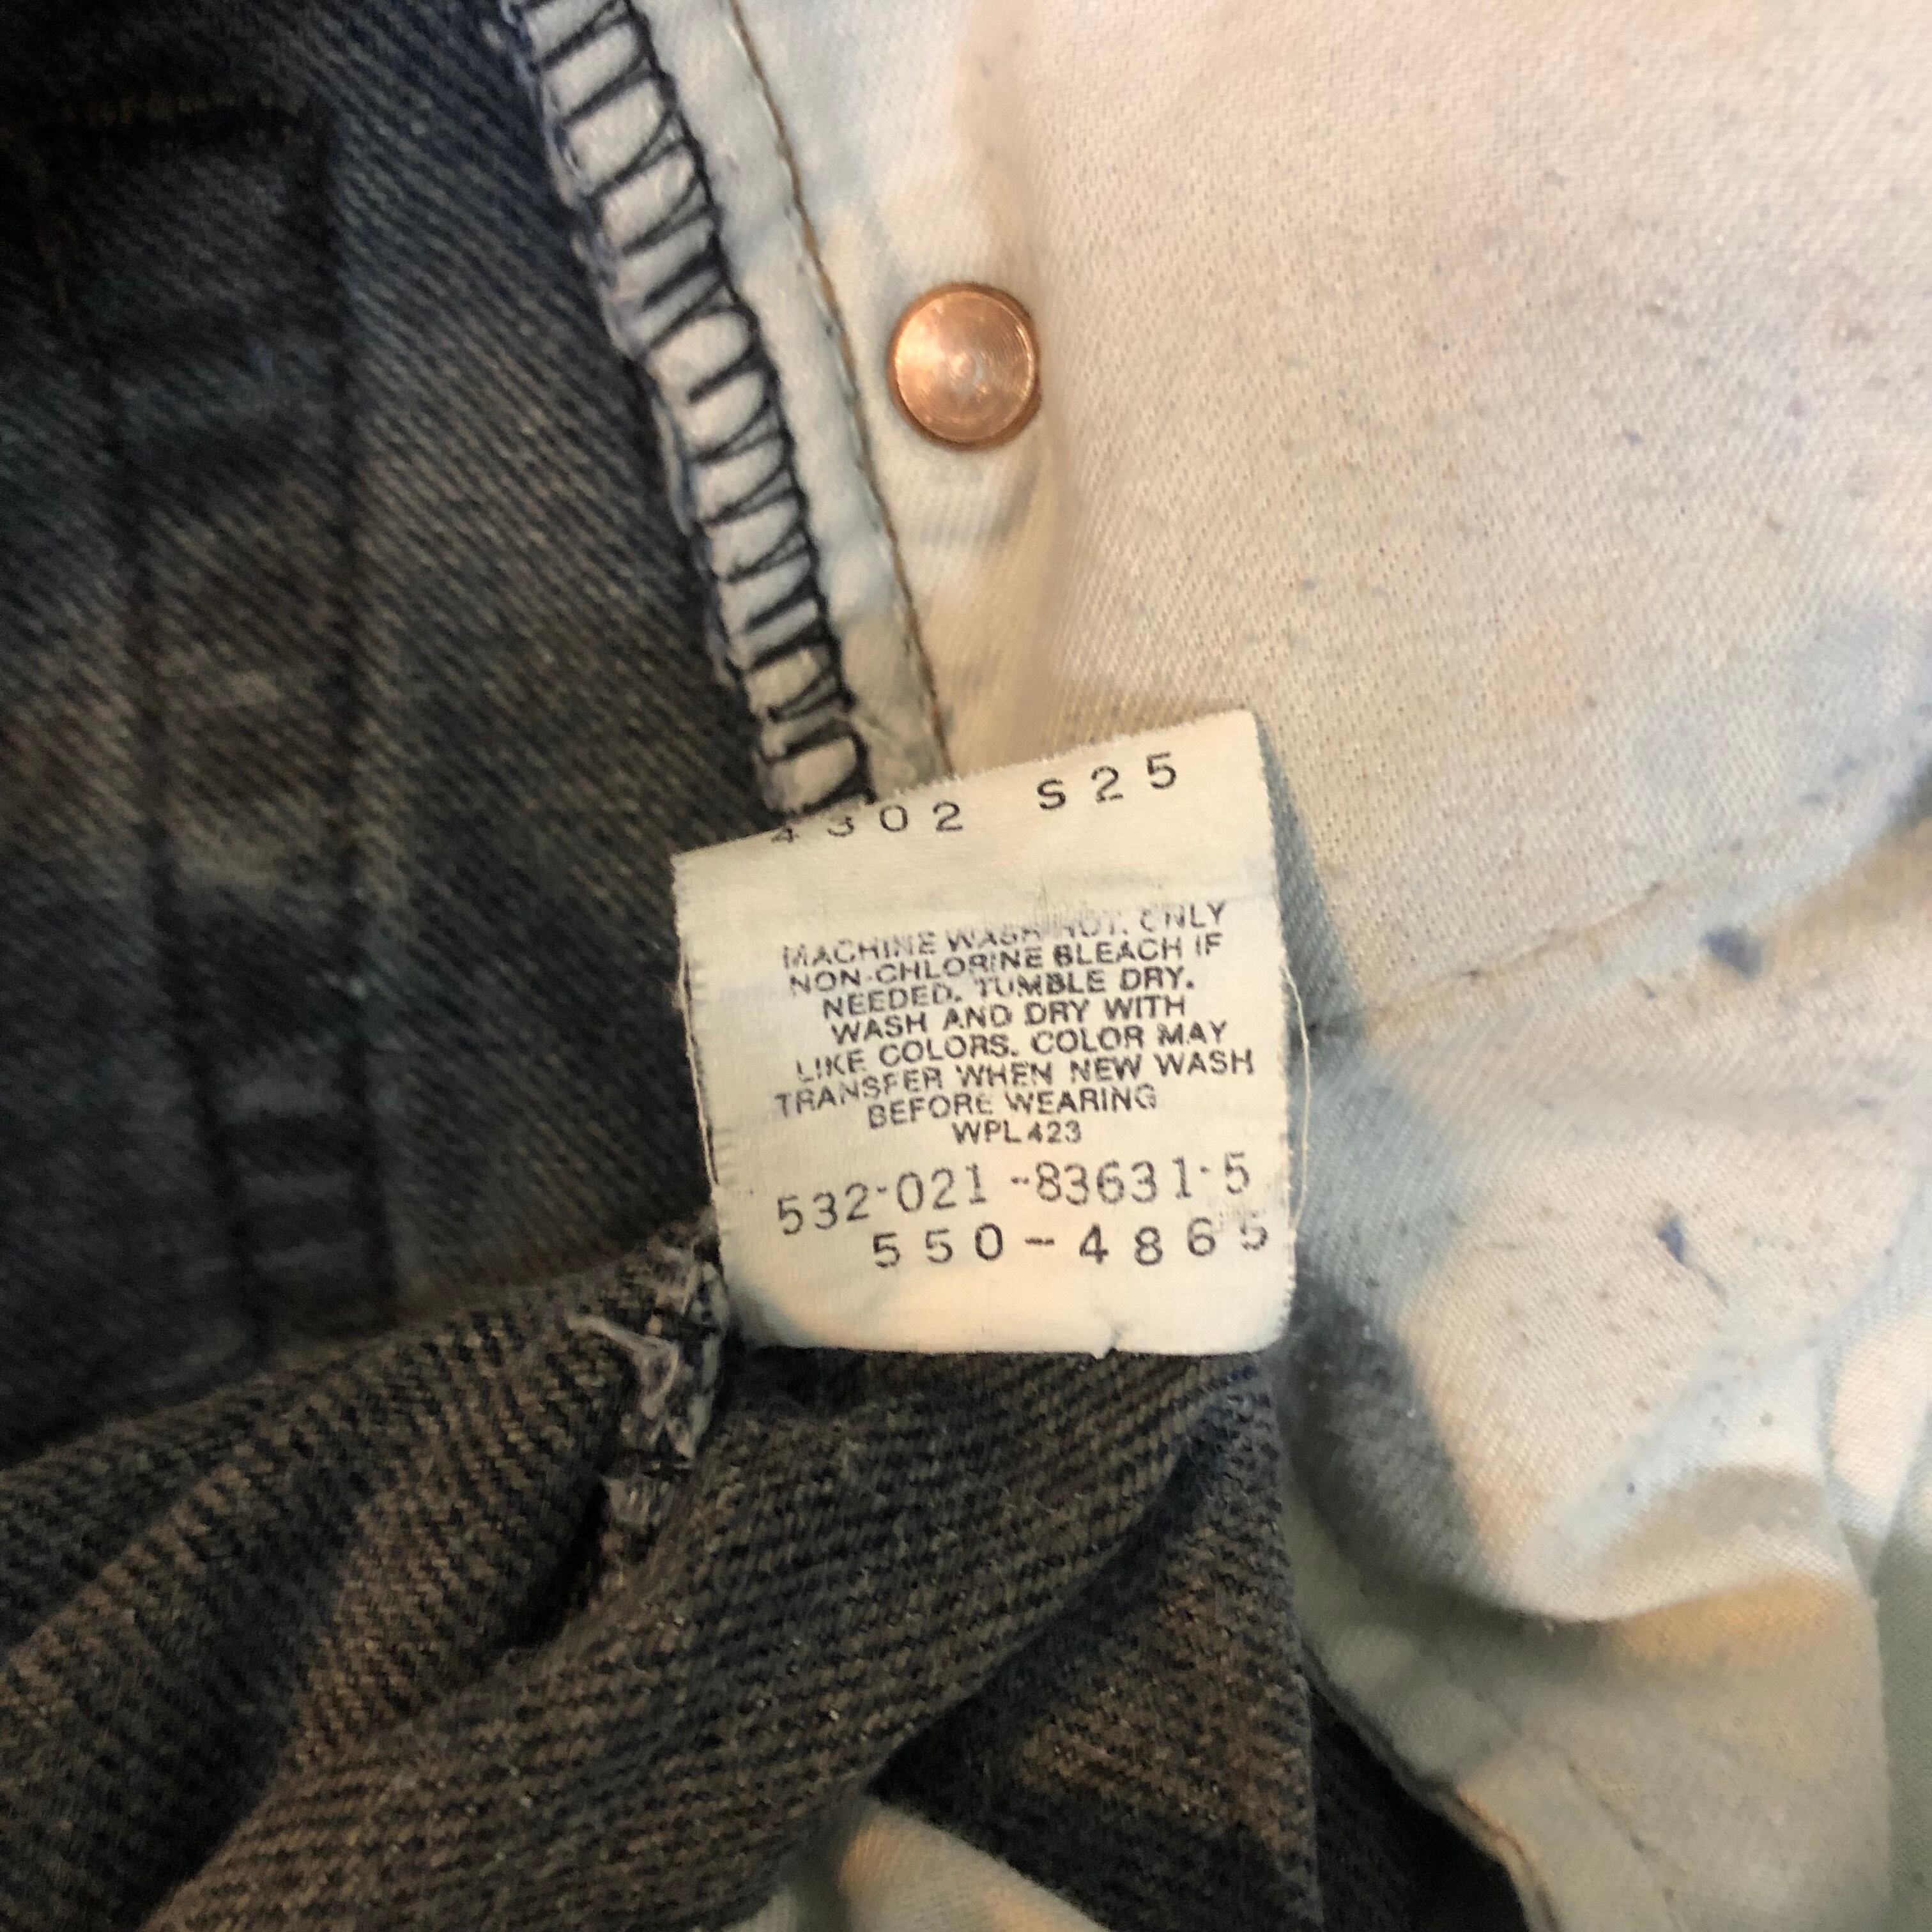 4302 S25
MACHINE WASH HOT. ONLY
NON-CHLORINE BLEACH IF
NEEDED. TUMBLE DRY.
WASH AND DRY WITH
LIKE COLORS. COLOR MAY
TRANSFER WHEN NEW WASH
BEFORE WEARING
WPL423
532-021-83631-5
550-4865